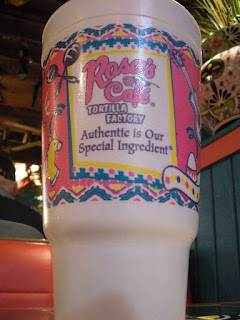 Rosa's
Café
TORTILLA
FACTORY
Authentic is Our
Special Ingredient®